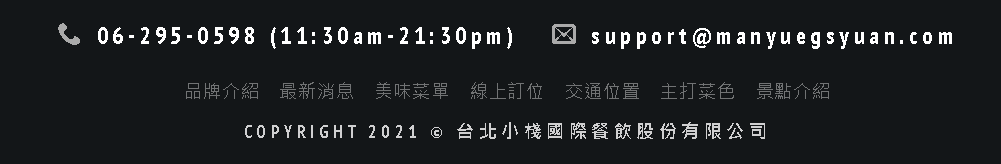 06-295-0598 (11:30am-21:30pm) support@manyuegsyuan.com
品牌介紹 最新消息 美味菜單 線上訂位 交通位置 主打菜色 景點介紹
COPYRIGHT 2021 © 台北小棧國際餐飲股份有限公司